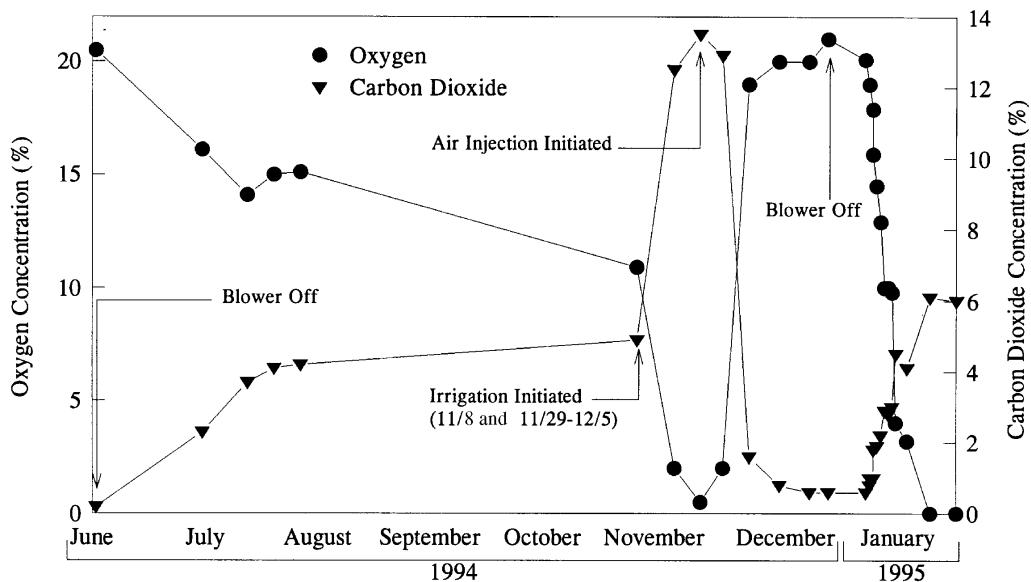 Oxygen
Carbon Dioxide
Air Injection Initiated
Blower Off
Blower Off
Irrigation Initiated
(11/8 and 11/29-12/5)
Oxygen Concentration (%)
20
15
10
5
0
Carbon Dioxide Concentration (%)
14
12
10
8
6
4
2
0
June July August September October November December January
1994 1995